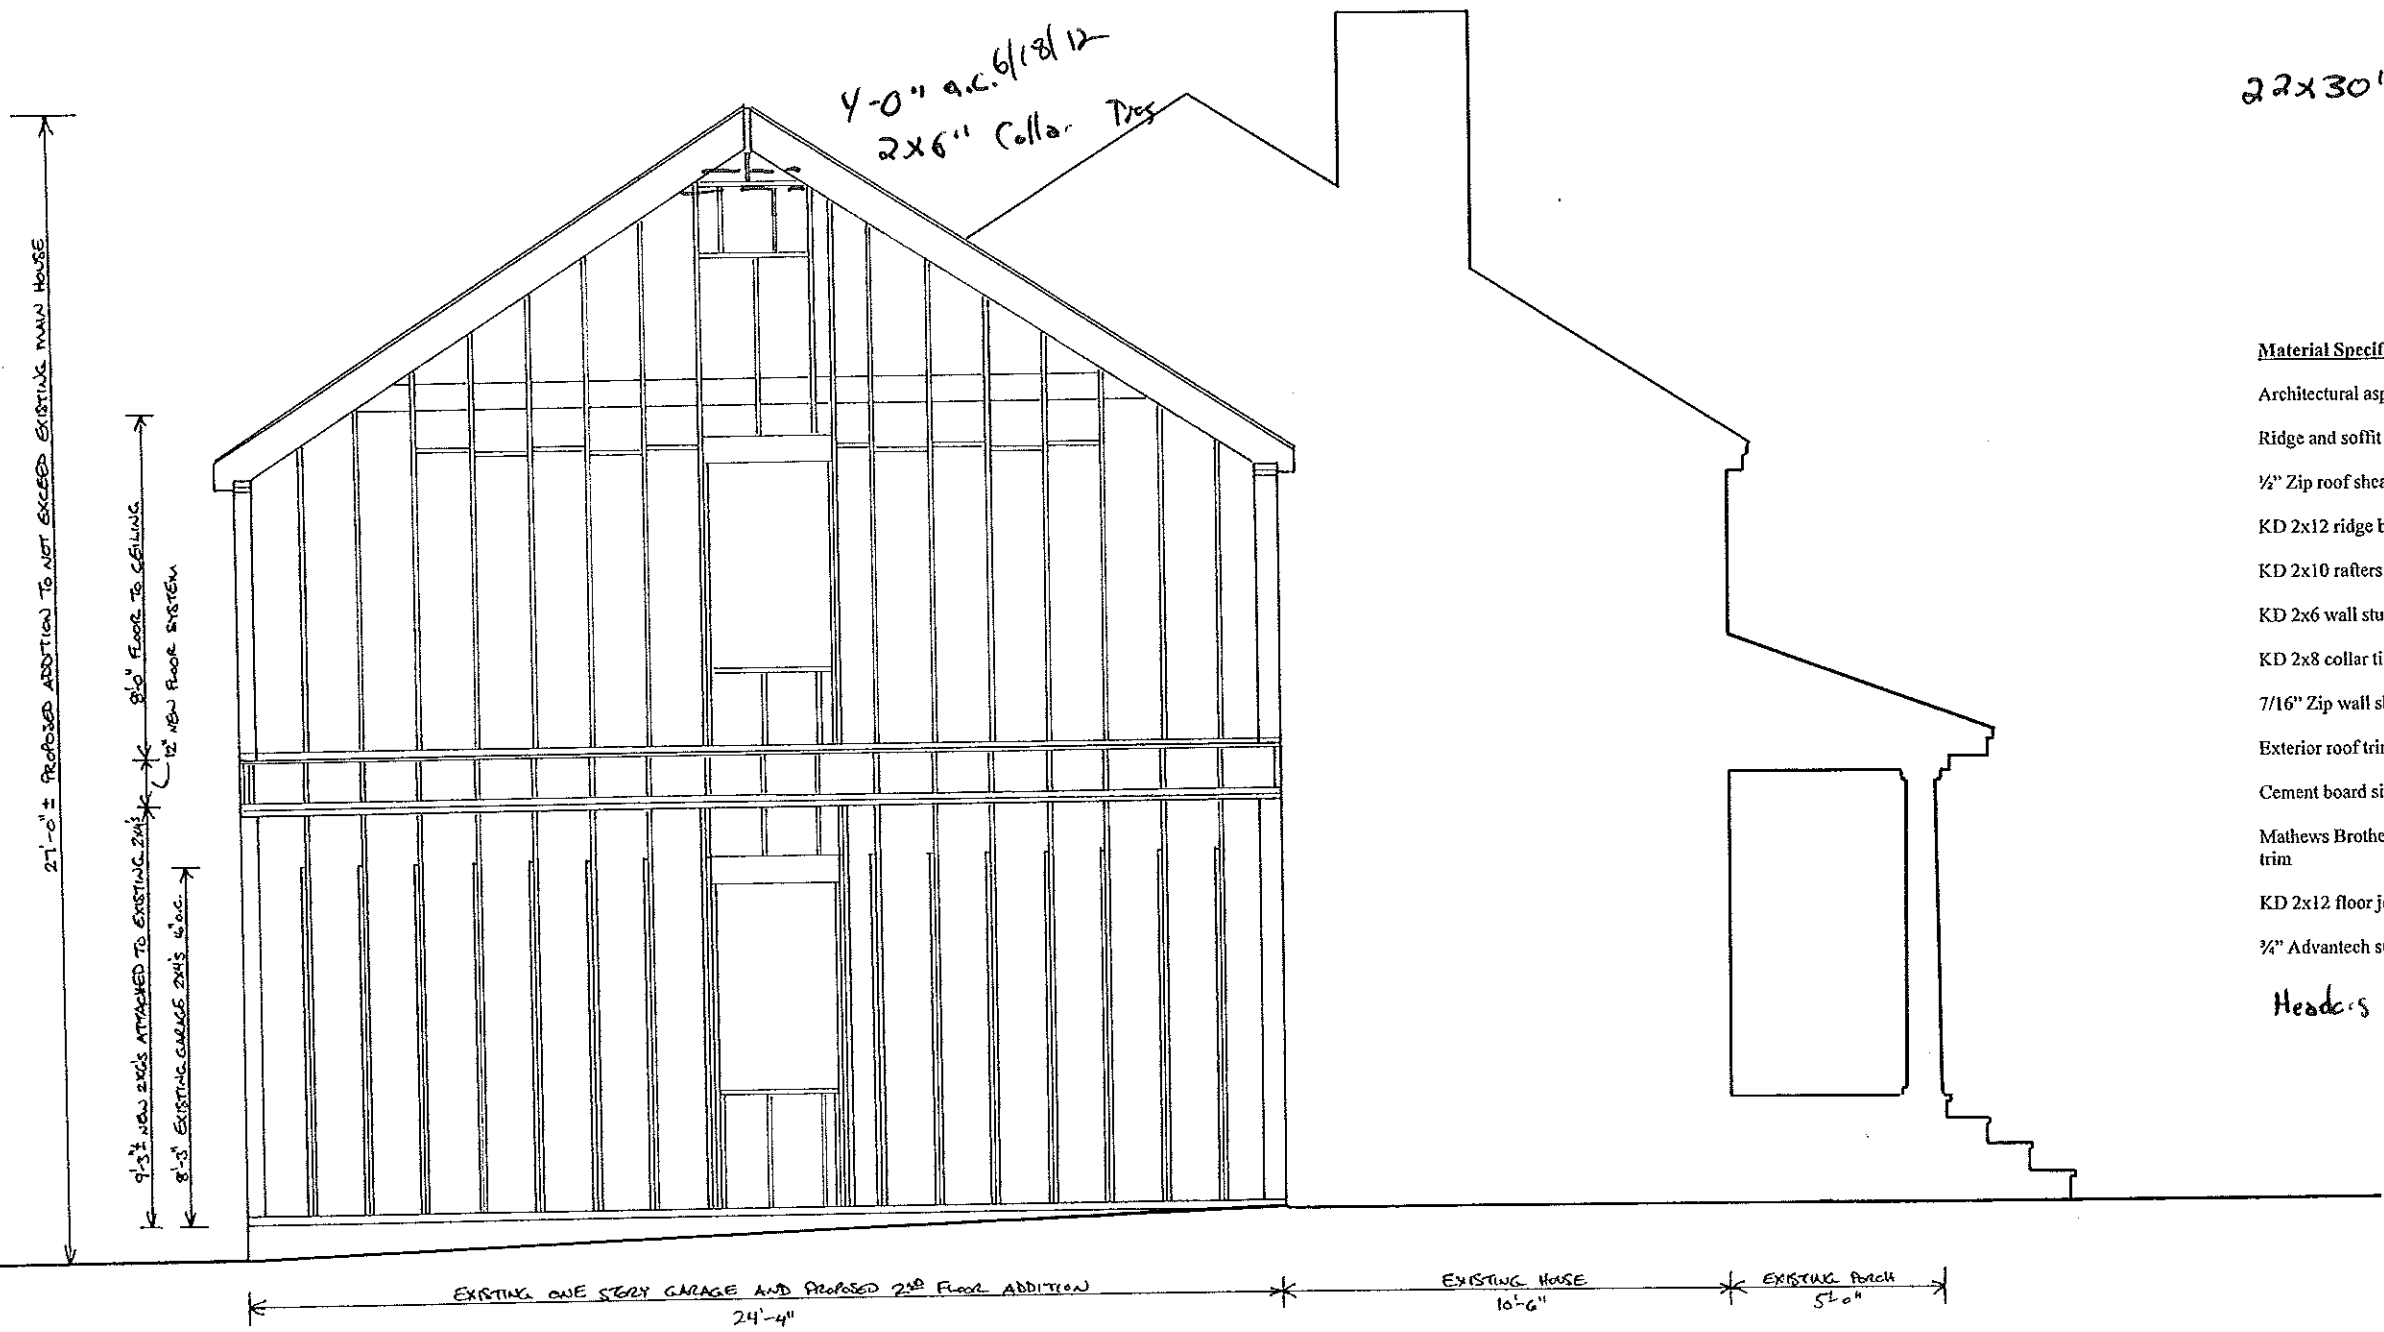 4-0" o.c. 6/18/12
2x6" Collar Ties
22x30"
27'-0" ± PROPOSED ADDITION TO NOT EXCEED EXISTING MAIN HOUSE
8'-0" FLOOR TO CEILING
12" NEW FLOOR SYSTEM
9'-3"± NEW 2X6'S ATTACHED TO EXISTING 2X4'S
8'-3" EXISTING GARAGE 2X4'S 16" O.C.
Material Specif
Architectural asp
Ridge and soffit
½” Zip roof shea
KD 2x12 ridge b
KD 2x10 rafters
KD 2x6 wall stu
KD 2x8 collar ti
7/16” Zip wall sl
Exterior roof trin
Cement board si
Mathews Brothe
trim
KD 2x12 floor j
¾” Advantech s
Headers
EXISTING ONE STORY GARAGE AND PROPOSED 2ND FLOOR ADDITION
24'-4"
EXISTING HOUSE
10'-6"
EXISTING PORCH
5'-0"